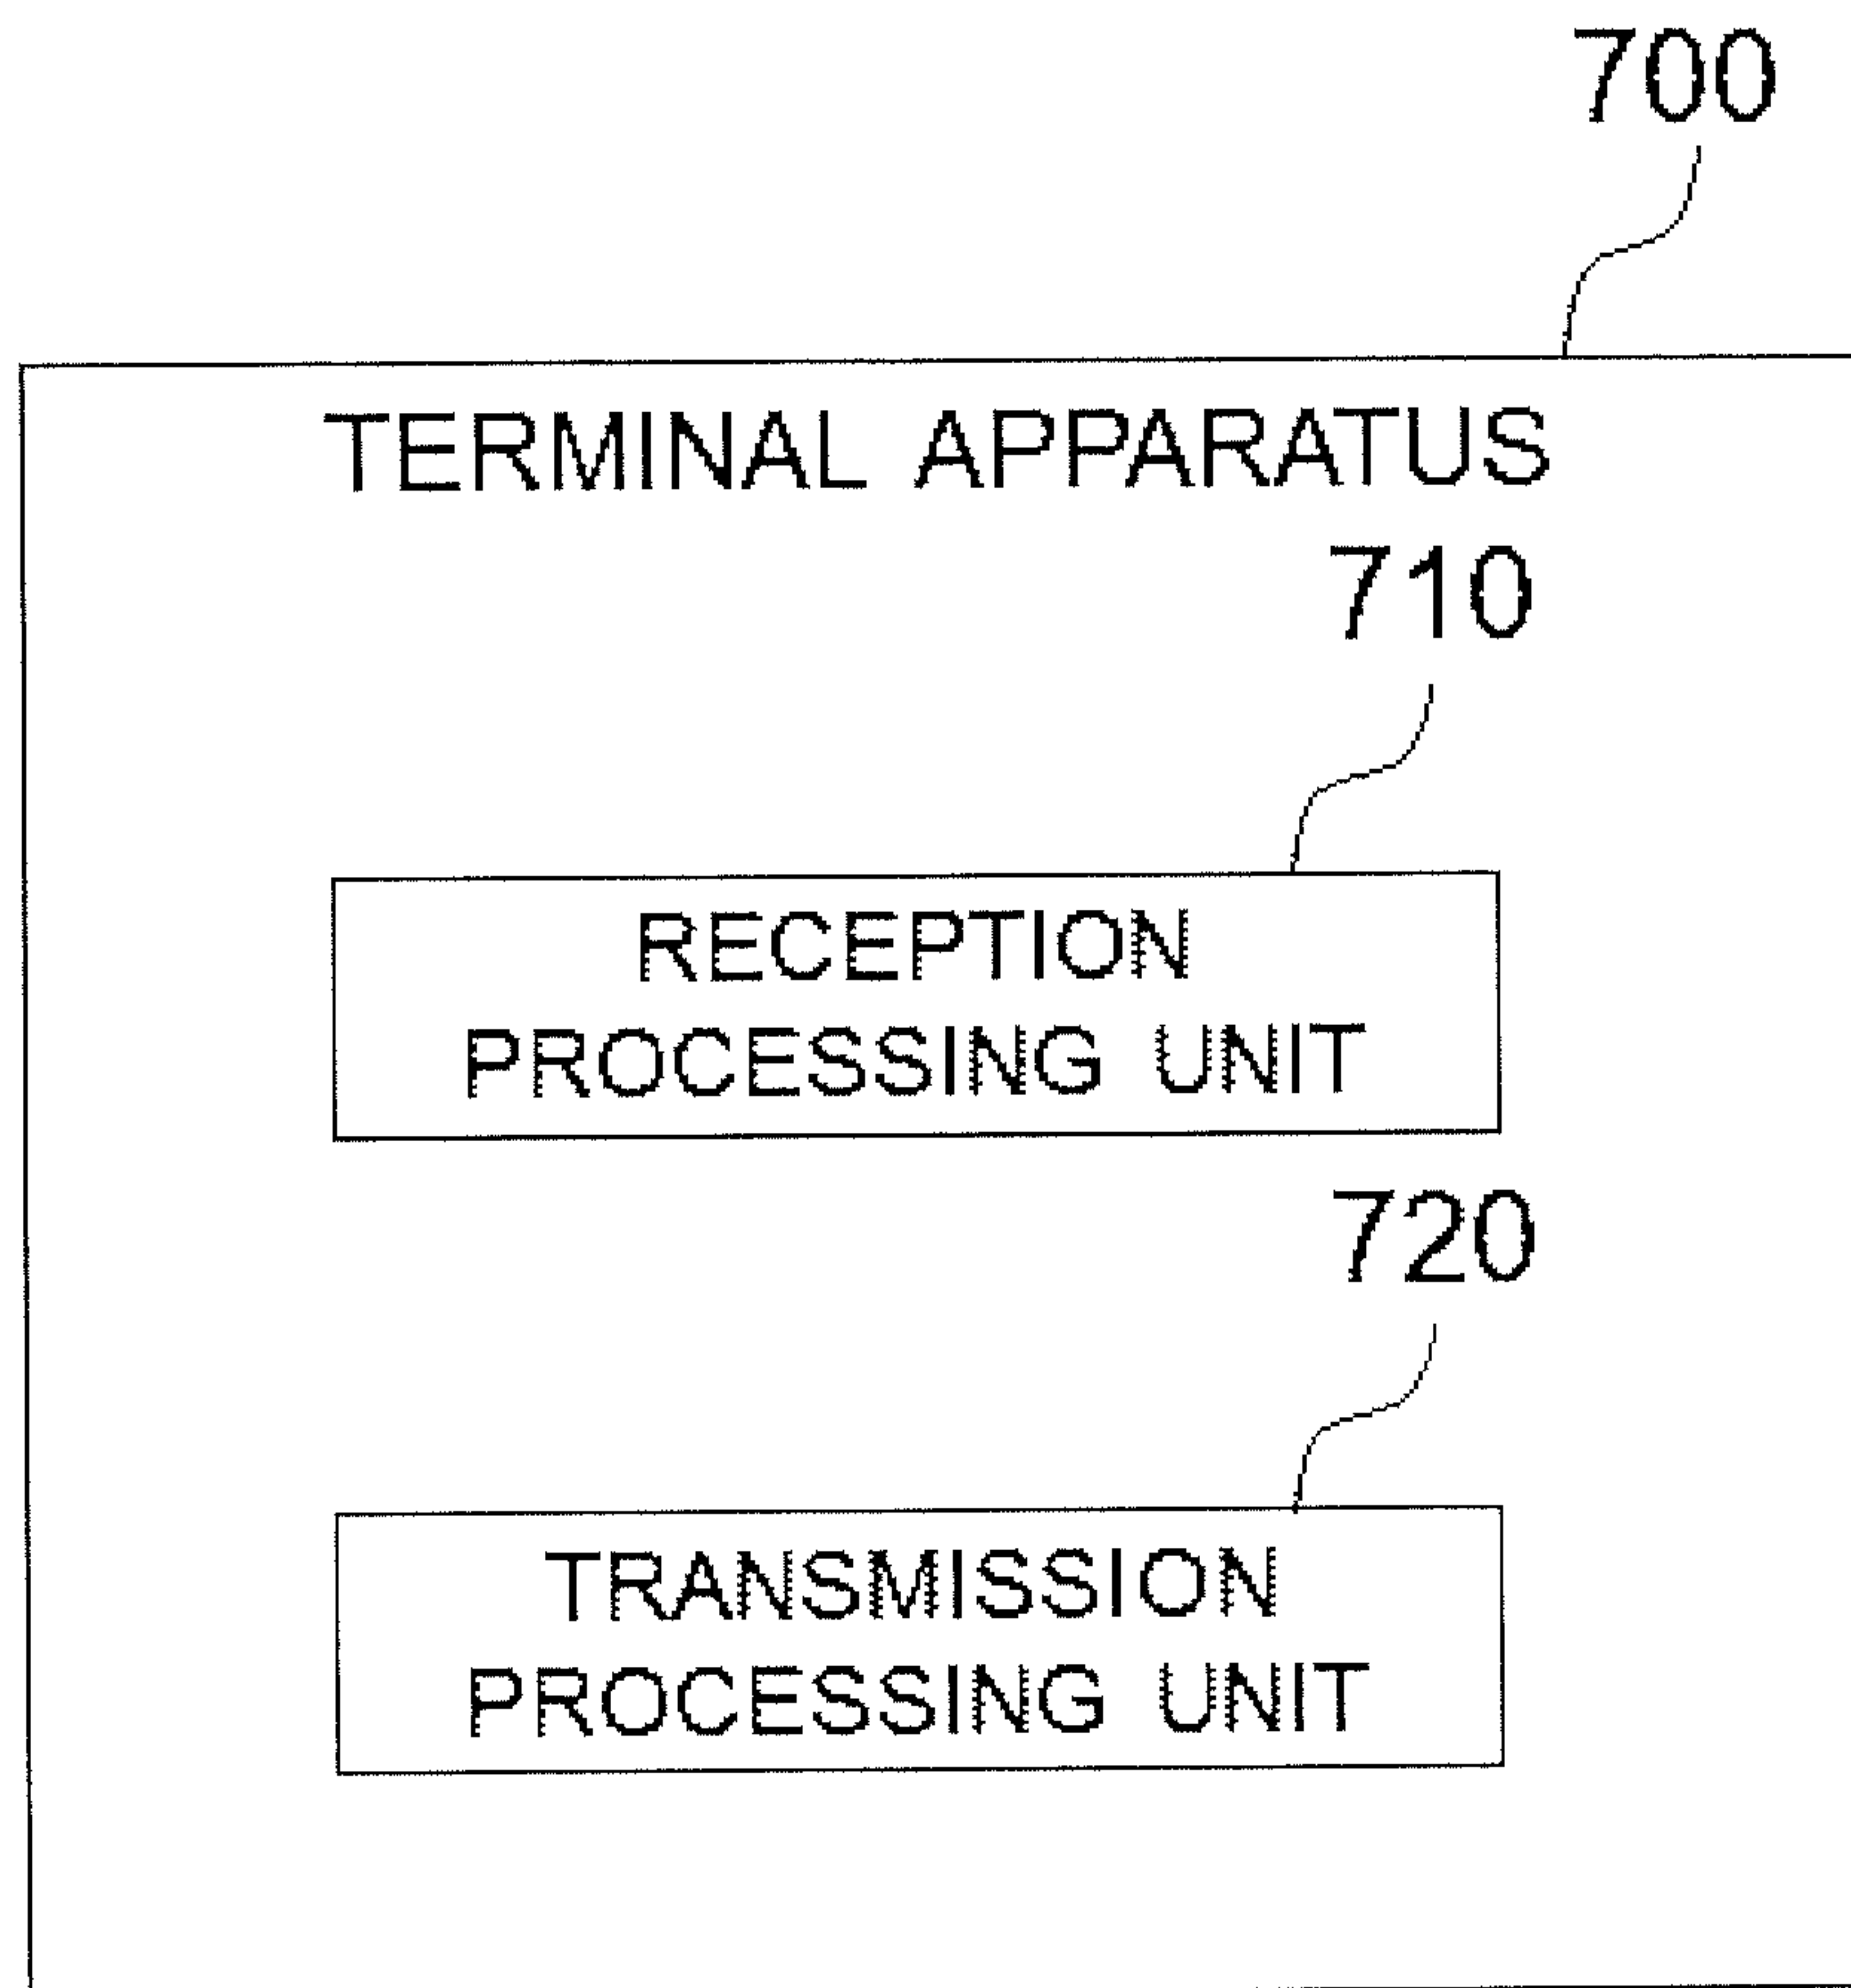 700
TERMINAL APPARATUS
710
RECEPTION
PROCESSING UNIT
720
TRANSMISSION
PROCESSING UNIT